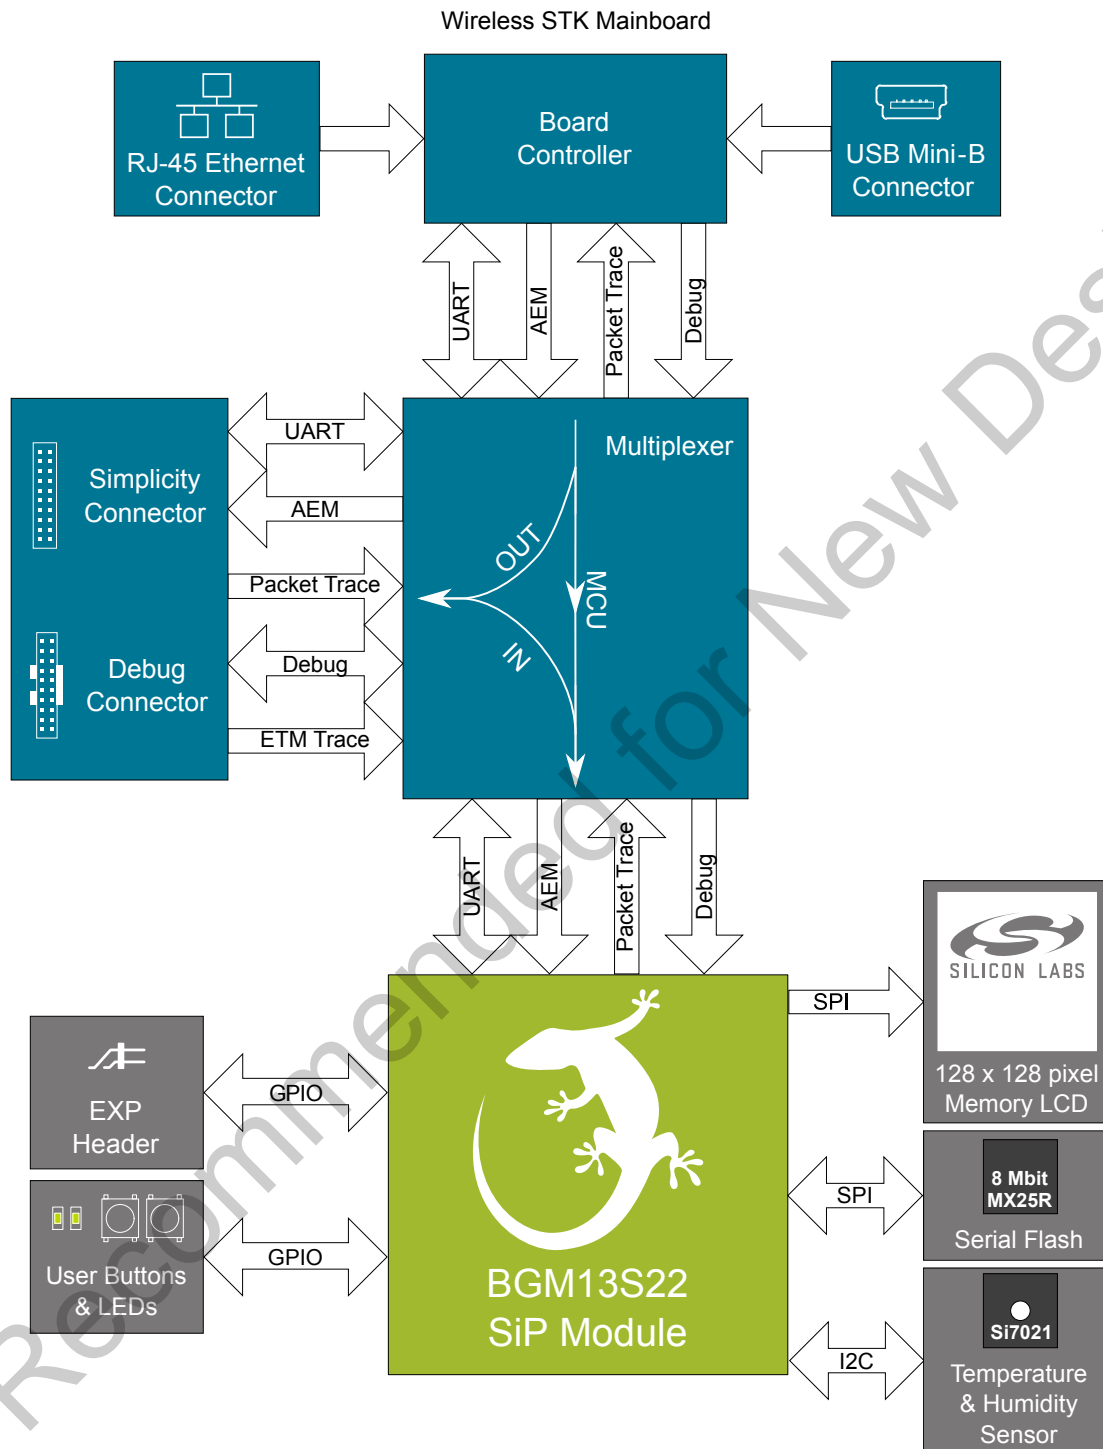 Wireless STK Mainboard
RJ-45 Ethernet
Connector
Board
Controller
USB Mini-B
Connector
UART
AEM
Packet Trace
Debug
Simplicity
Connector
Debug
Connector
UART
AEM
Packet Trace
Debug
ETM Trace
Multiplexer
OUT
MCU
IN
UART
AEM
Packet Trace
Debug
EXP
Header
GPIO
User Buttons
& LEDs
GPIO
BGM13S22
SiP Module
SPI
SILICON LABS
128 x 128 pixel
Memory LCD
SPI
8 Mbit
MX25R
Serial Flash
I2C
Si7021
Temperature
& Humidity
Sensor
Recommended for New Des